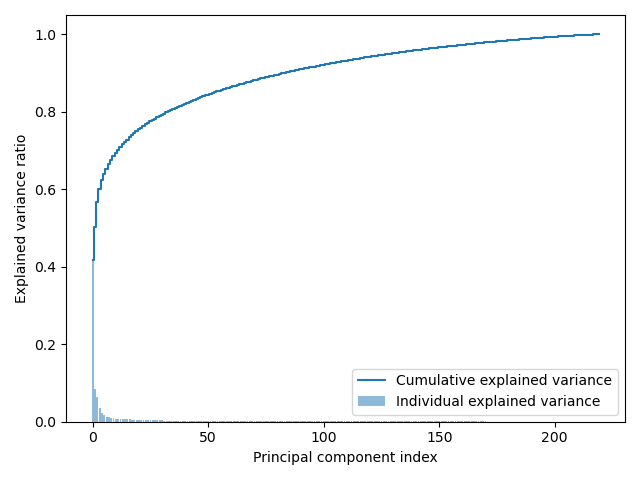 1.0
0.8
0.6
0.4
0.2
0.0
Explained variance ratio
Cumulative explained variance
Individual explained variance
0 50 100 150 200
Principal component index